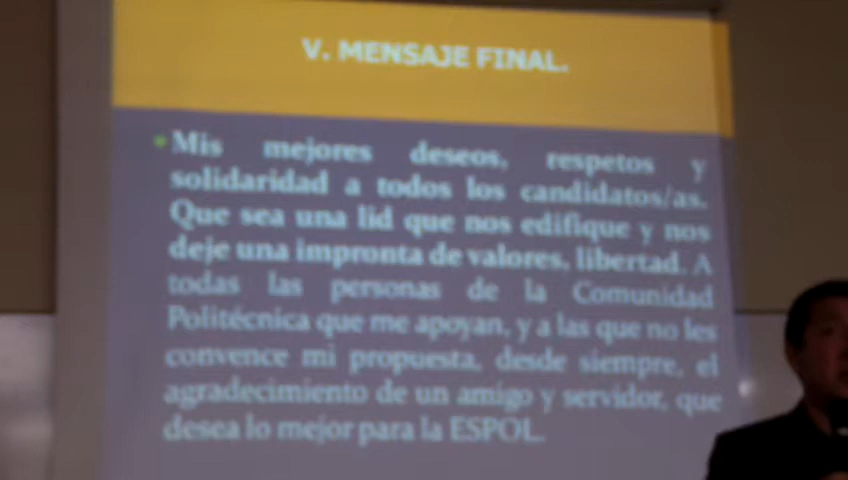 V. MENSAJE FINAL.
Mis mejores deseos, respetos y
solidaridad a todos los candidatos/as.
Que sea una lid que nos edifique y nos
deje una impronta de valores, libertad. A
todas las personas de la Comunidad
Politécnica que me apoyan, y a las que no les
convence mi propuesta, desde siempre, el
agradecimiento de un amigo y servidor, que
desea lo mejor para la ESPOL.